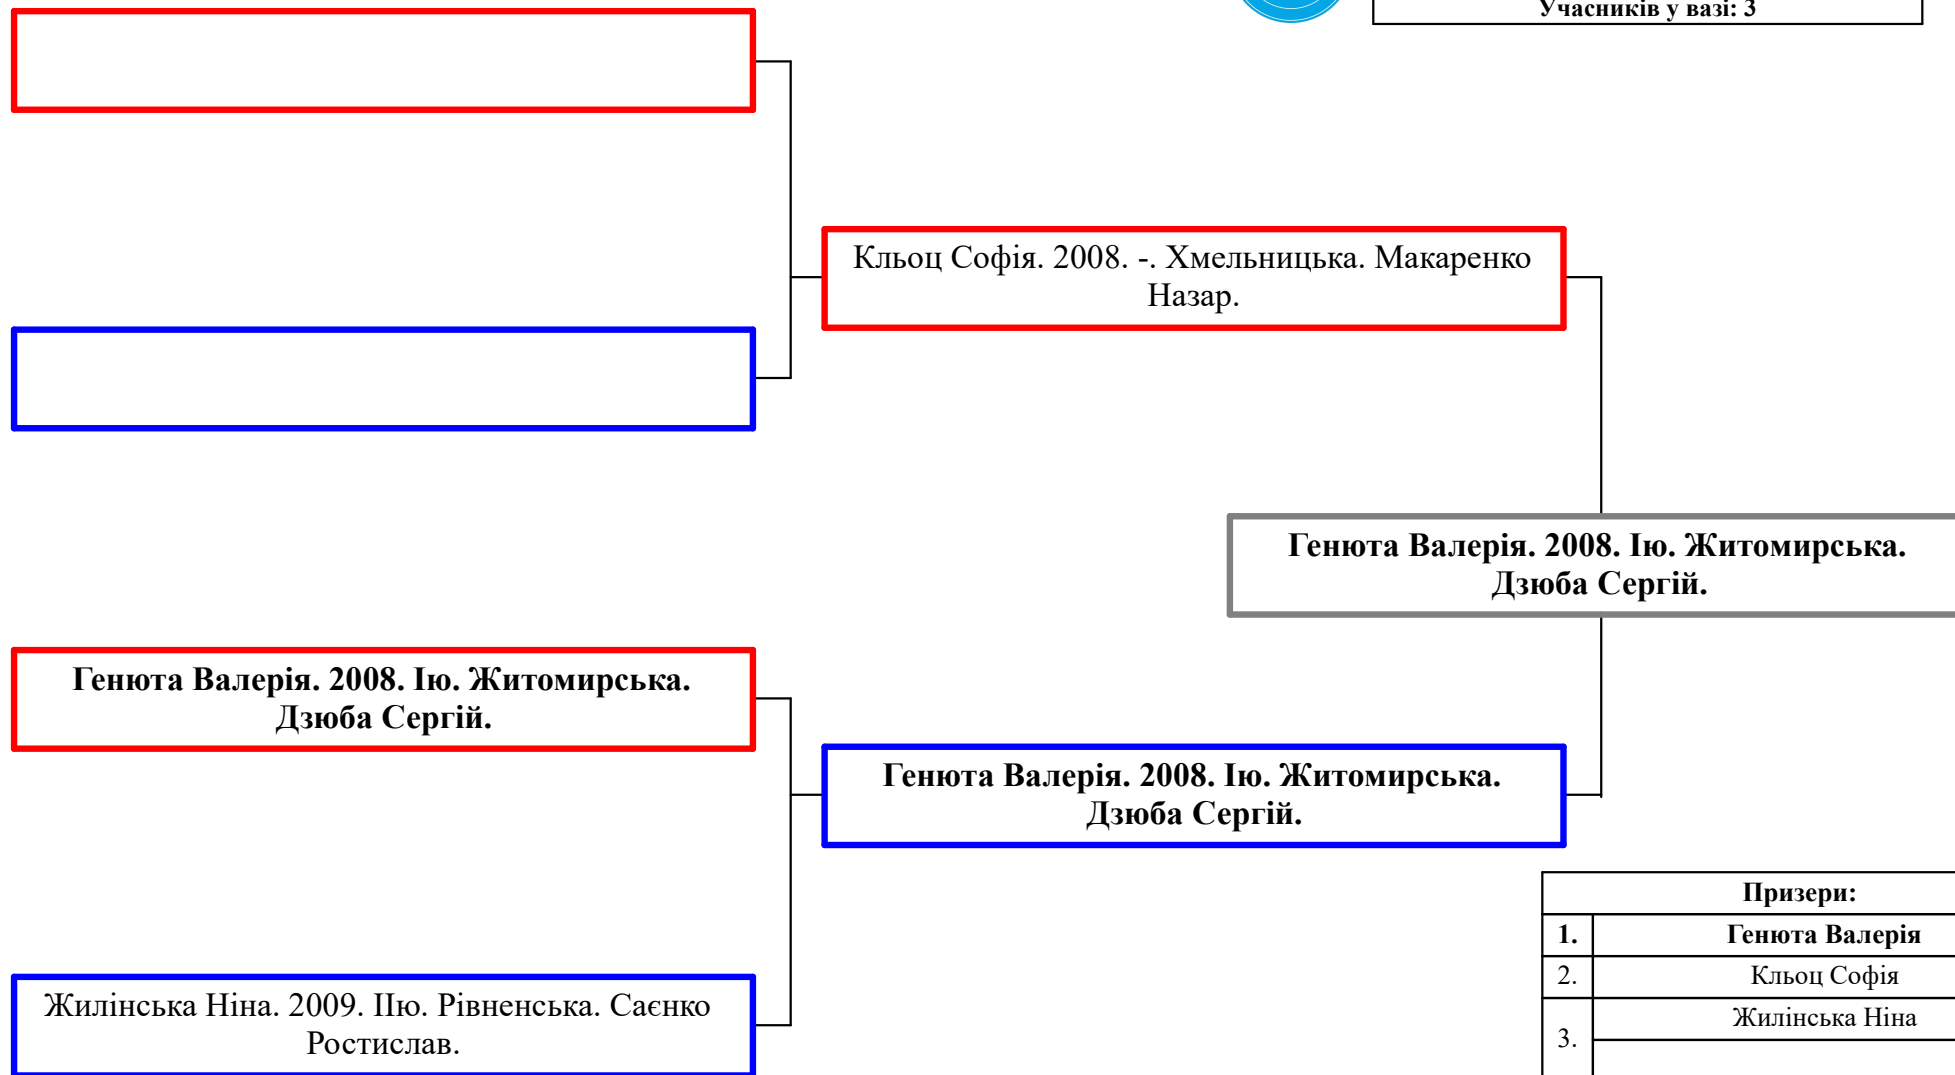 Учасників у вазі: 3
Кльоц Софія. 2008. -. Хмельницька. Макаренко
Назар.
Генюта Валерія. 2008. Ію. Житомирська.
Дзюба Сергій.
Генюта Валерія. 2008. Ію. Житомирська.
Дзюба Сергій.
Генюта Валерія. 2008. Ію. Житомирська.
Дзюба Сергій.
Жилінська Ніна. 2009. ІІю. Рівненська. Саєнко
Ростислав.
Призери:
1. Генюта Валерія
2. Кльоц Софія
3. Жилінська Ніна